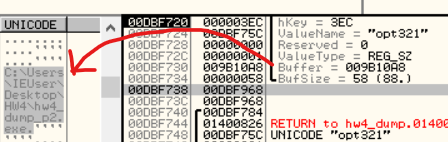 UNICODE
C:\Users
\IEUser\
Desktop\
HW4\hw4_
dump_p2.
exe.
00DBF720 000003EC hKey = 3EC
00DBF724 00DBF75C ValueName = "opt321"
00DBF728 00000000 Reserved = 0
00DBF72C 00000001 ValueType = REG_SZ
00DBF730 009B10A8 Buffer = 009B10A8
00DBF734 00000058 BufSize = 58 (88.)
00DBF738 00DBF968
00DBF73C 00DBF968
00DBF740 00DBF784
00DBF744 01400826 RETURN to hw4_dump.01400
00DBF748 00DBF75C UNICODE "opt321"